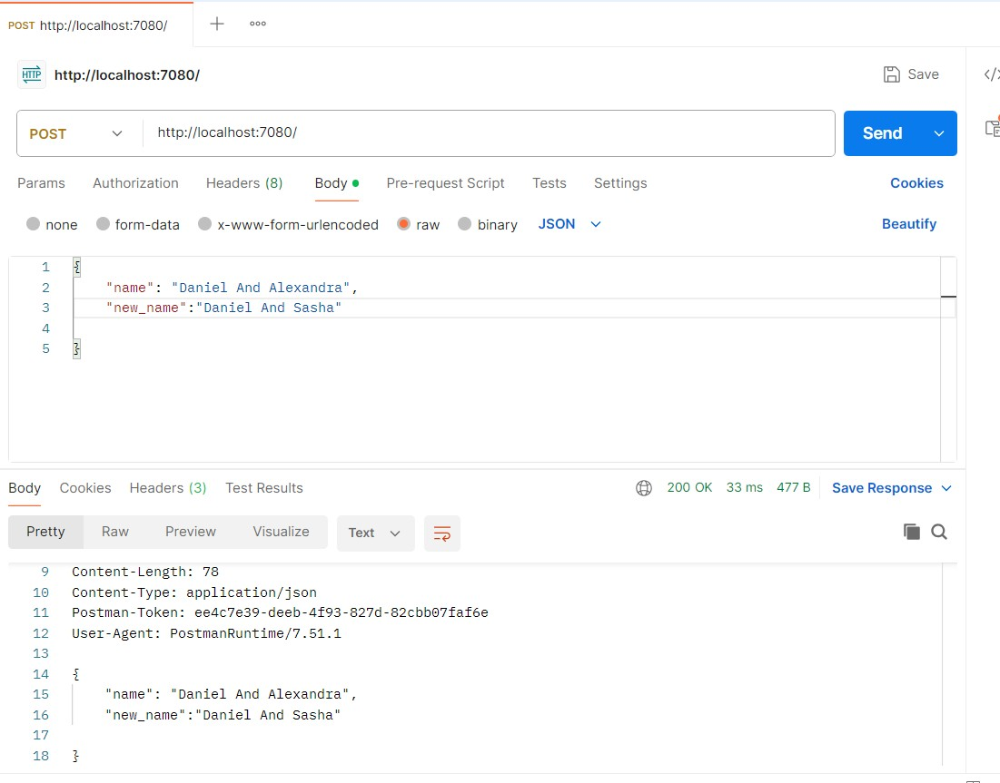 POST http://localhost:7080/
HTTP http://localhost:7080/ Save
POST http://localhost:7080/ Send
Params Authorization Headers (8) Body Pre-request Script Tests Settings Cookies
none form-data x-www-form-urlencoded raw binary JSON Beautify
1 {
2 "name": "Daniel And Alexandra",
3 "new_name":"Daniel And Sasha"
4
5 }
Body Cookies Headers (3) Test Results 200 OK 33 ms 477 B Save Response
Pretty Raw Preview Visualize Text
9 Content-Length: 78
10 Content-Type: application/json
11 Postman-Token: ee4c7e39-deeb-4f93-827d-82cbb07faf6e
12 User-Agent: PostmanRuntime/7.51.1
13
14 {
15 "name": "Daniel And Alexandra",
16 "new_name":"Daniel And Sasha"
17
18 }